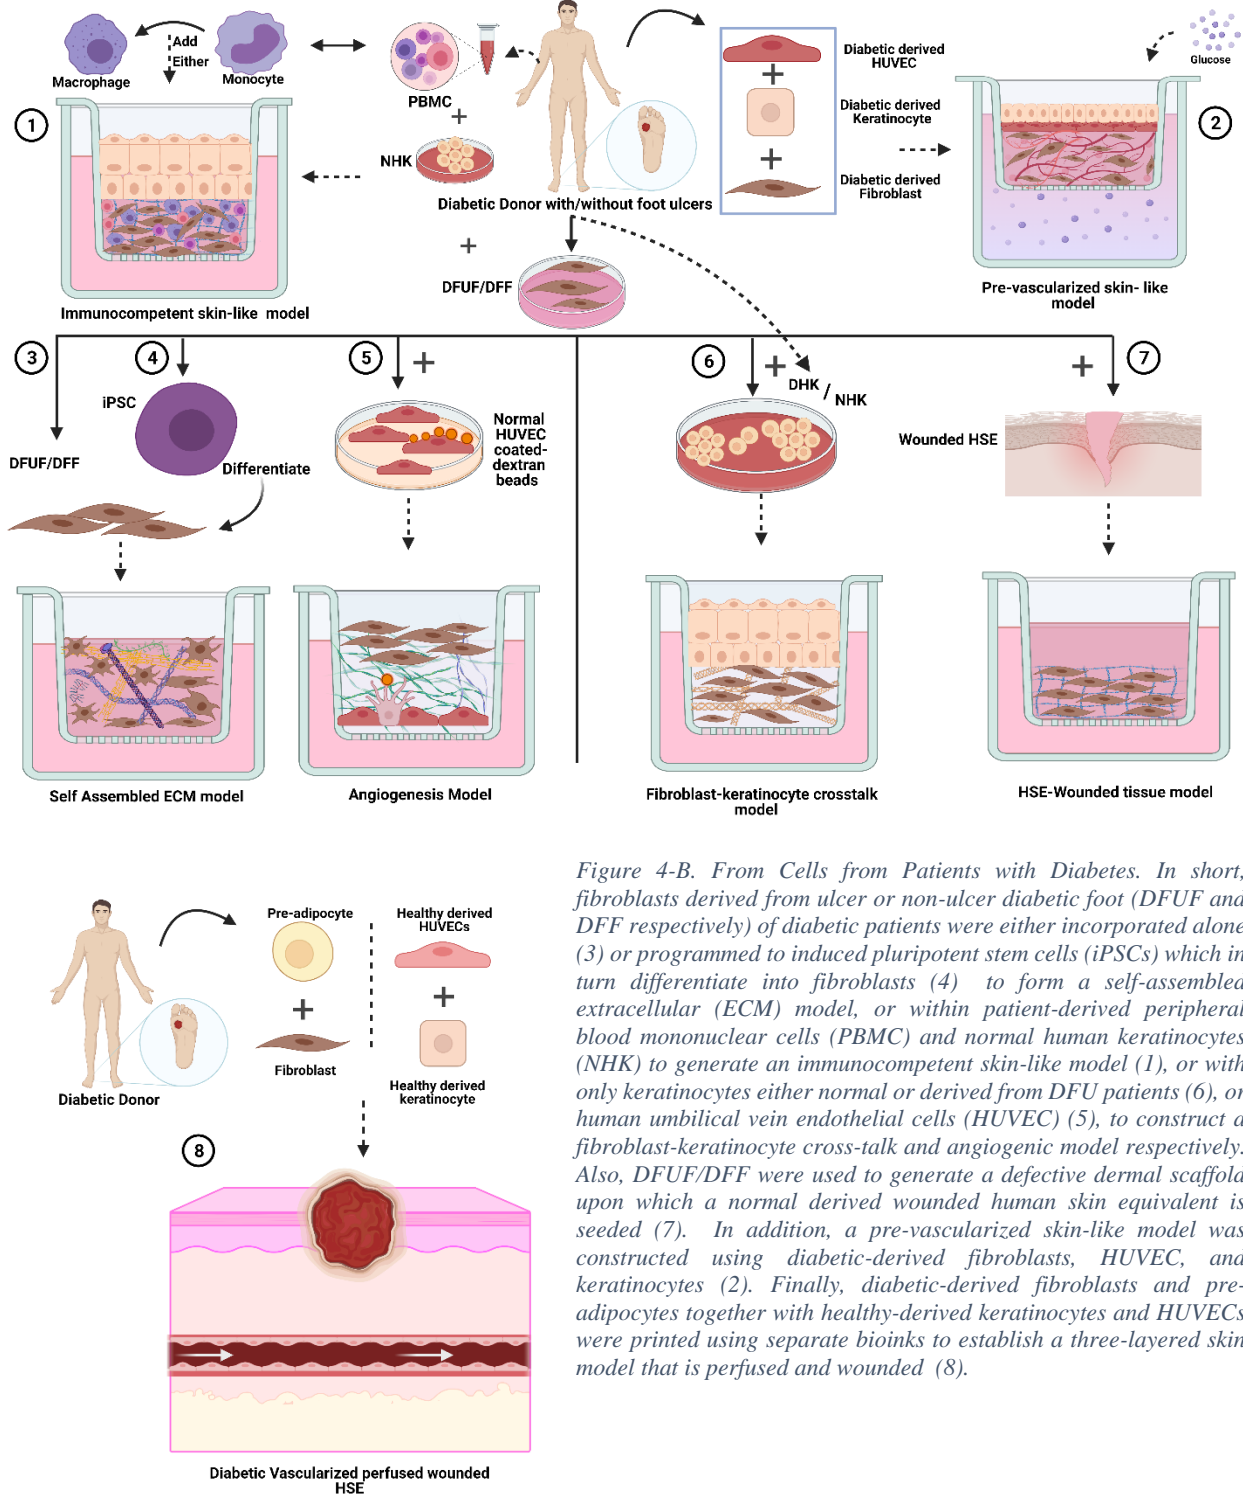 Macrophage
Add
Either
Monocyte
PBMC
NHK
1
Immunocompetent skin-like  model
Diabetic Donor with/without foot ulcers
DFUF/DFF
Diabetic derived
HUVEC
Diabetic derived
Keratinocyte
Diabetic derived
Fibroblast
Glucose
2
Pre-vascularized skin- like
model
3
DFUF/DFF
4
iPSC
Differentiate
Self Assembled ECM model
5
Normal
HUVEC
coated-
dextran
beads
Angiogenesis Model
6
DHK
/
NHK
Fibroblast-keratinocyte crosstalk
model
7
Wounded HSE
HSE-Wounded tissue model
Diabetic Donor
Pre-adipocyte
Fibroblast
Healthy derived
HUVECs
Healthy derived
keratinocyte
8
Diabetic Vascularized perfused wounded
HSE
Figure 4-B. From Cells from Patients with Diabetes. In short,
fibroblasts derived from ulcer or non-ulcer diabetic foot (DFUF and
DFF respectively) of diabetic patients were either incorporated alone
(3) or programmed to induced pluripotent stem cells (iPSCs) which in
turn differentiate into fibroblasts (4) to form a self-assembled
extracellular (ECM) model, or within patient-derived peripheral
blood mononuclear cells (PBMC) and normal human keratinocytes
(NHK) to generate an immunocompetent skin-like model (1), or with
only keratinocytes either normal or derived from DFU patients (6), or
human umbilical vein endothelial cells (HUVEC) (5), to construct a
fibroblast-keratinocyte cross-talk and angiogenic model respectively.
Also, DFUF/DFF were used to generate a defective dermal scaffold
upon which a normal derived wounded human skin equivalent is
seeded (7). In addition, a pre-vascularized skin-like model was
constructed using diabetic-derived fibroblasts, HUVEC, and
keratinocytes (2). Finally, diabetic-derived fibroblasts and pre-
adipocytes together with healthy-derived keratinocytes and HUVECs
were printed using separate bioinks to establish a three-layered skin
model that is perfused and wounded (8).